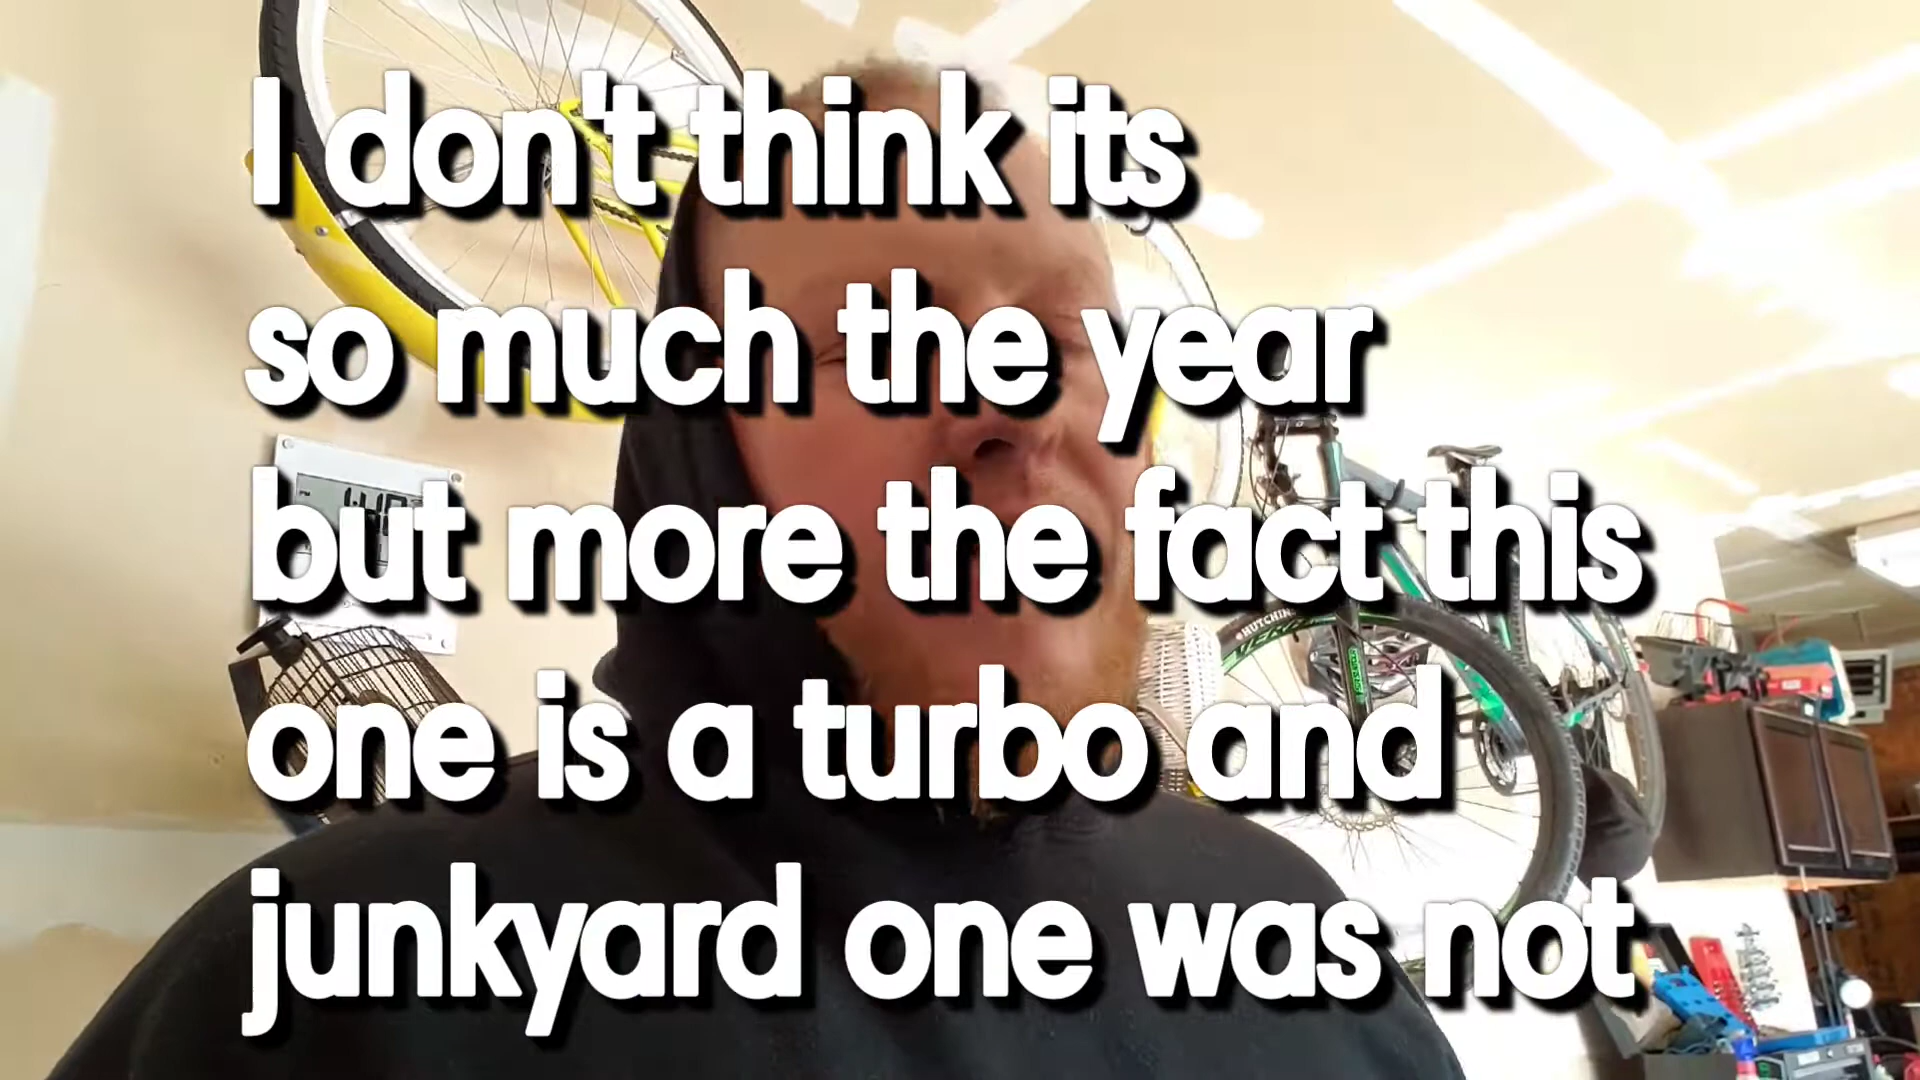 I don't think its
so much the year
but more the fact this
one is a turbo and
junkyard one was not
HUTCHIN